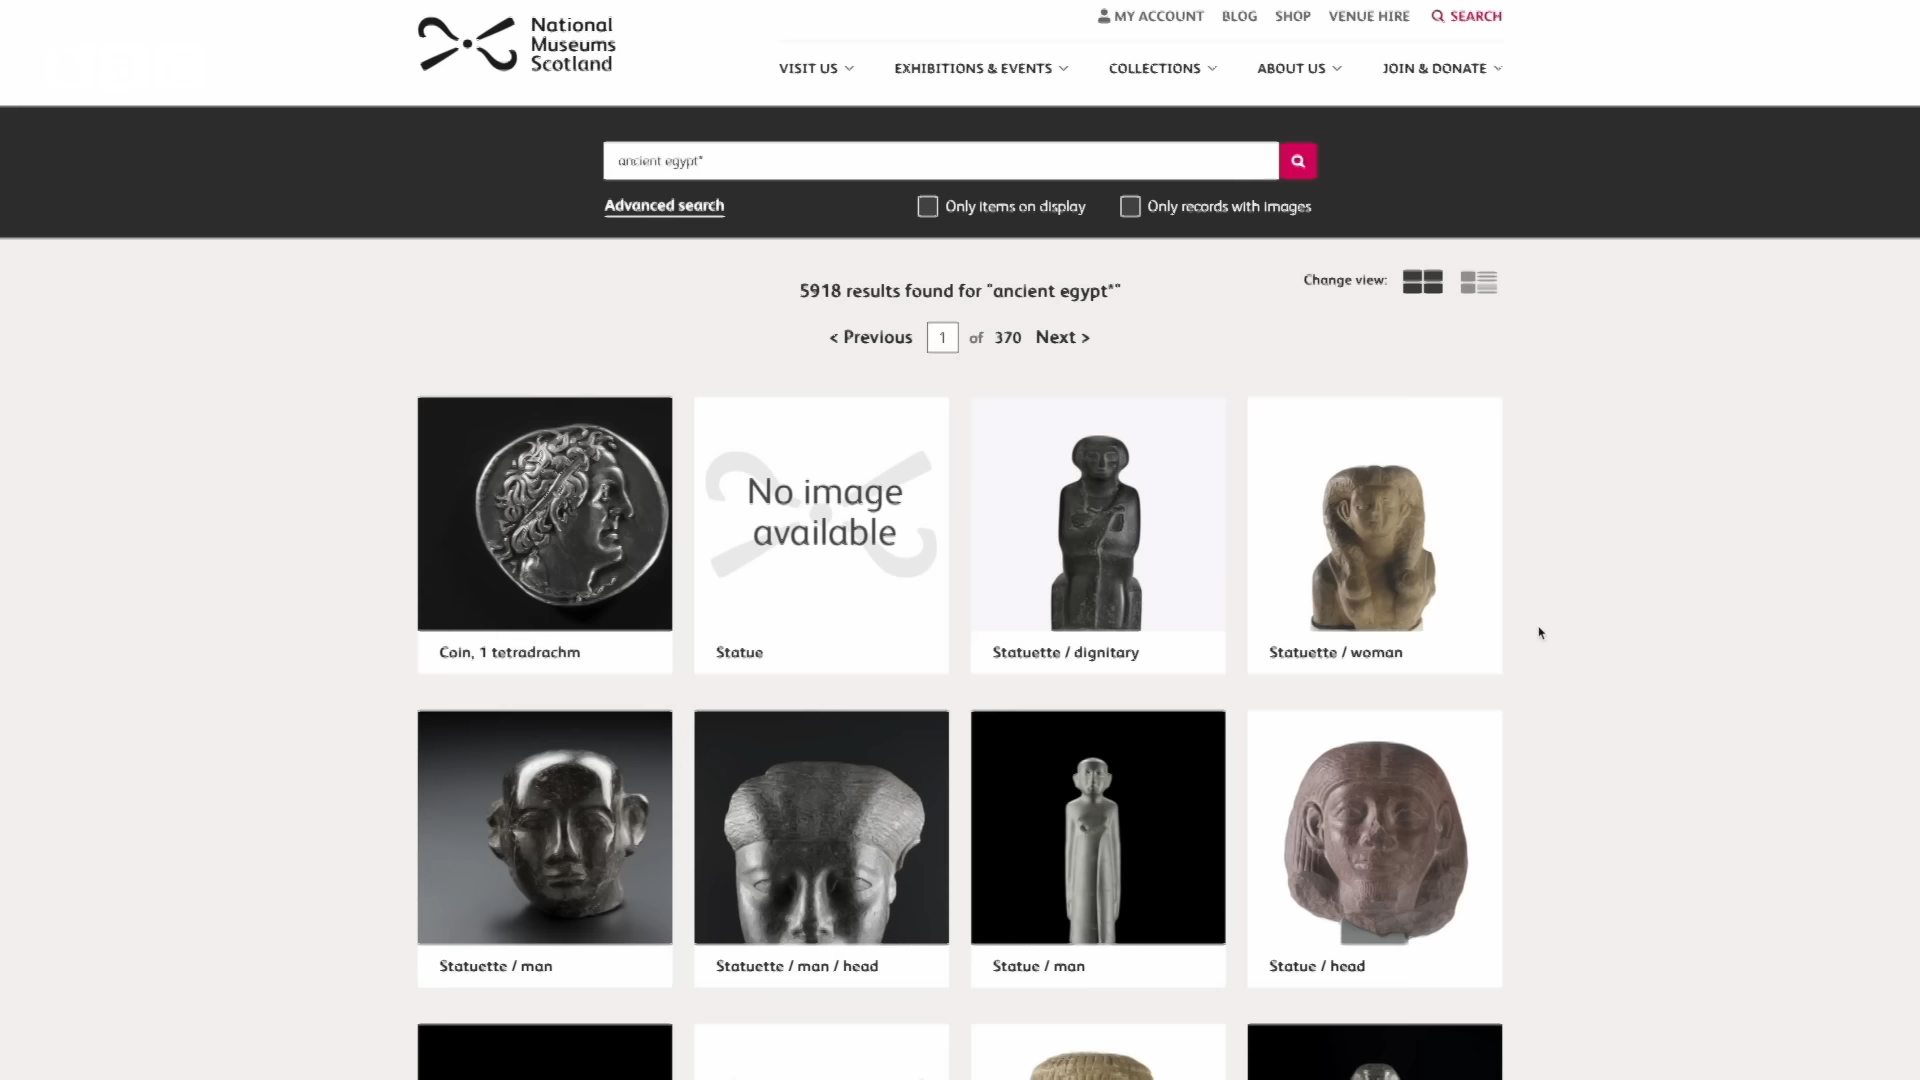 National
Museums
Scotland
MY ACCOUNT BLOG SHOP VENUE HIRE SEARCH
VISIT US EXHIBITIONS & EVENTS COLLECTIONS ABOUT US JOIN & DONATE
ancient egypt*
Advanced search Only items on display Only records with images
5918 results found for "ancient egypt*"
Change view:
< Previous 1 of 370 Next >
No image
available
Coin, 1 tetradrachm Statue Statuette / dignitary Statuette / woman
Statuette / man Statuette / man / head Statue / man Statue / head